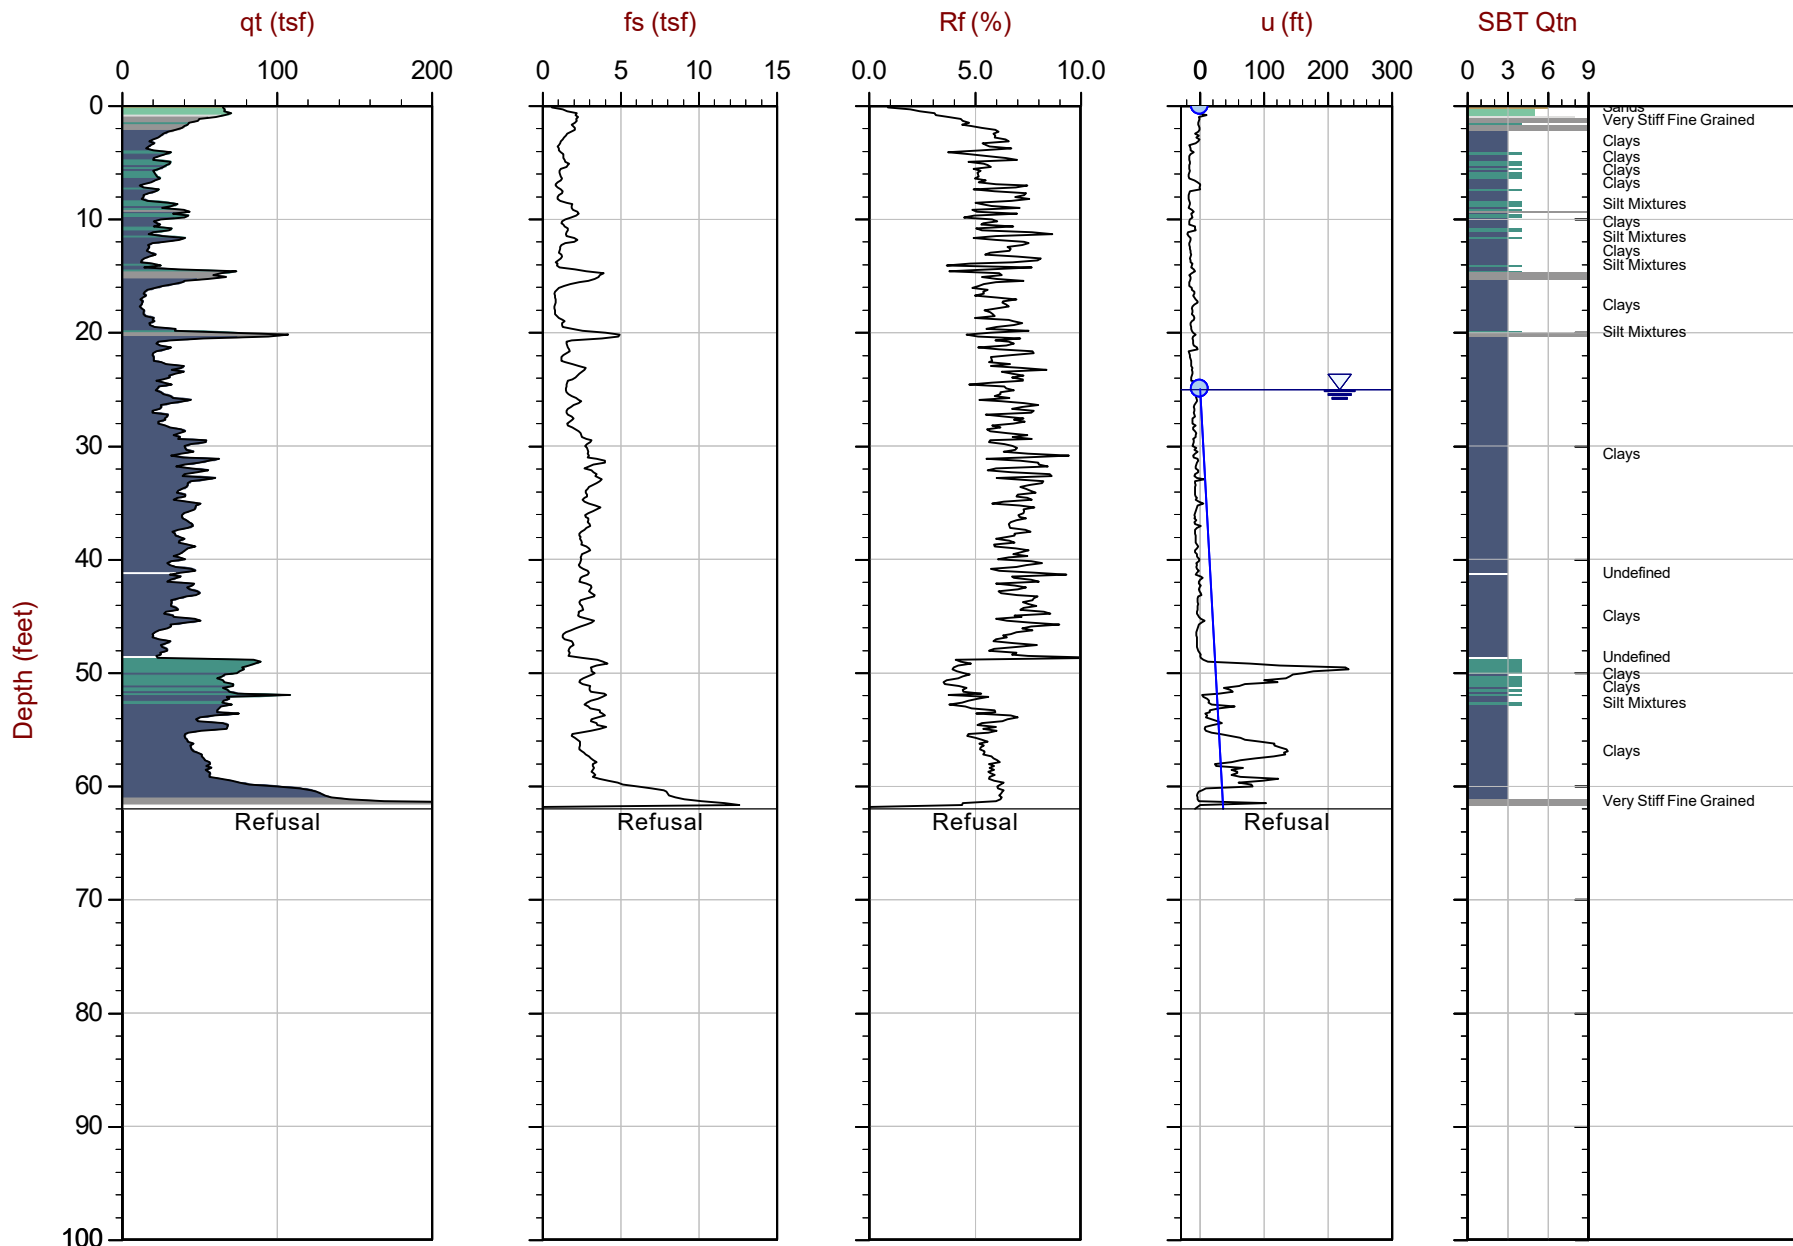 qt (tsf) fs (tsf) Rf (%) u (ft) SBT Qtn
0 100 200 0 5 10 15 0.0 5.0 10.0 0 100 200 300 0 3 6 9
0
Sands
Very Stiff Fine Grained
Clays
Clays
Clays
Clays
Silt Mixtures
10
Clays
Silt Mixtures
Clays
Silt Mixtures
Clays
20
Silt Mixtures
30
Clays
40
Undefined
Clays
Undefined
50
Clays
Clays
Silt Mixtures
Clays
60
Very Stiff Fine Grained
Refusal Refusal Refusal Refusal
Depth (feet)
70
80
90
100